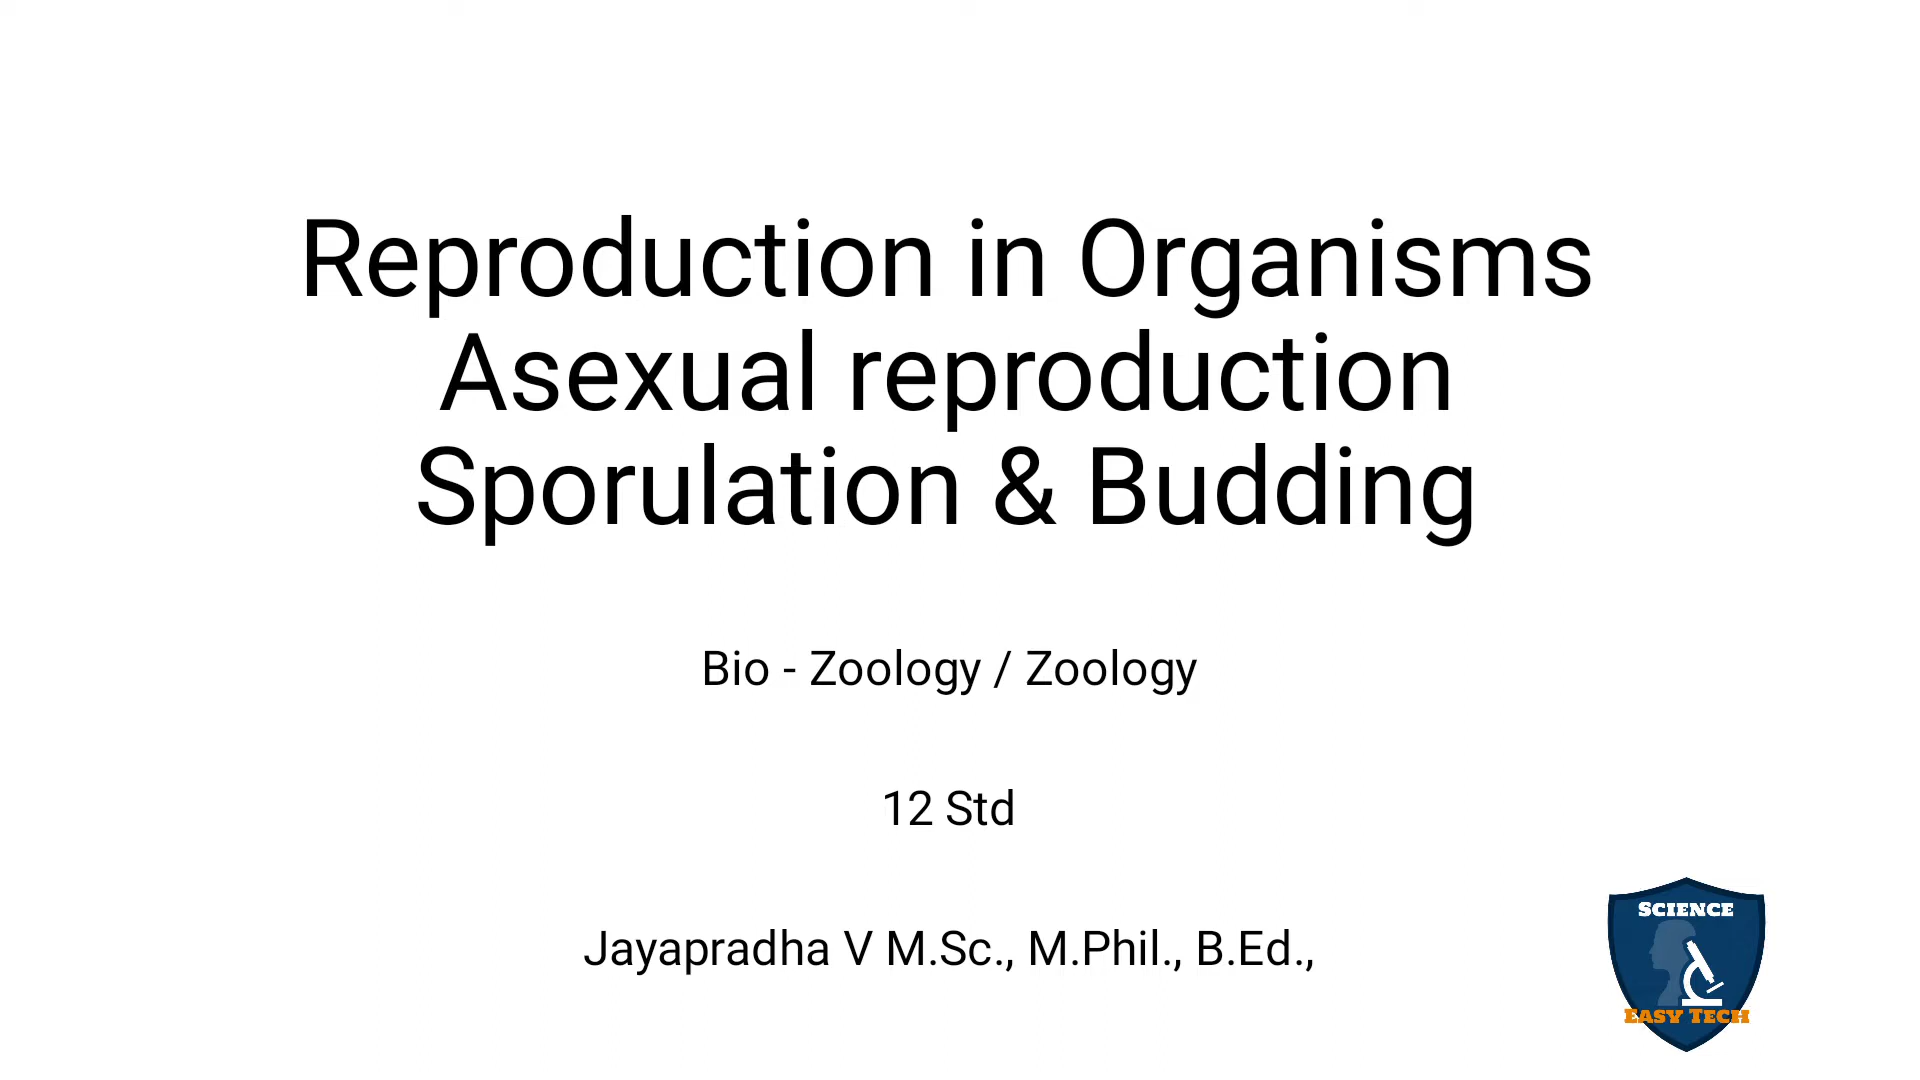 Reproduction in Organisms
Asexual reproduction
Sporulation & Budding
Bio - Zoology / Zoology
12 Std
Jayapradha V M.Sc., M.Phil., B.Ed.,
SCIENCE
EASY TECH